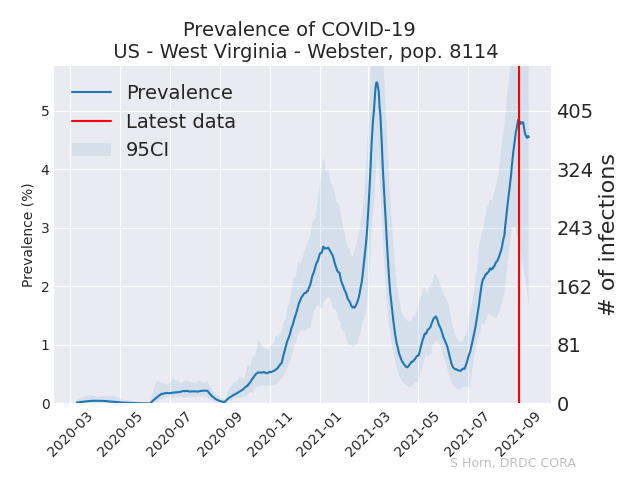 Prevalence of COVID-19
US - West Virginia - Webster, pop. 8114
Prevalence
Latest data
95CI
Prevalence (%)
5
4
3
2
1
0
405
324
243
162
81
0
# of infections
2020-03
2020-05
2020-07
2020-09
2020-11
2021-01
2021-03
2021-05
2021-07
2021-09
S Horn, DRDC CORA